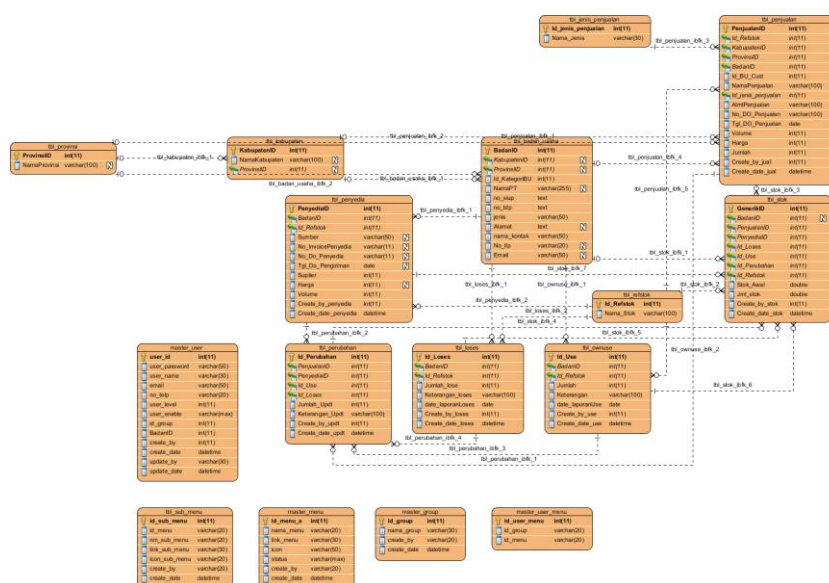 tbl_jenis_penjualan
Id_jenis_penjualan int(11)
Nama_Jenis varchar(30)
tbl_penjualan
PenjualanID int(11)
Id_Refstok int(11)
KabupatenID int(11)
ProvinsiID int(11)
BadanID int(11)
Id_BU_Cust int(11)
NamaPenjualan varchar(100)
Id_jenis_penjualan int(11)
AlmtPenjualan varchar(100)
No_DO_Penjualan varchar(100)
Tgl_DO_Penjualan date
Volume int(11)
Harga int(11)
Jumlah int(11)
Create_by_jual int(11)
Create_date_jual datetime
tbl_penjualan_ibfk_3
tbl_provinsi
ProvinsiID int(11)
NamaProvinsi varchar(100)
tbl_kabupaten_ibfk_1
tbl_badan_usaha_ibfk_2
tbl_kabupaten
KabupatenID int(11)
NamaKabupaten varchar(100)
ProvinsiID int(11)
tbl_penjualan_ibfk_2
tbl_penjualan_ibfk_1
tbl_badan_usaha_ibfk_1
tbl_badan_usaha
BadanID int(11)
KabupatenID int(11)
ProvinsiID int(11)
Id_KategoriBU int(11)
NamaPT varchar(255)
no_siup text
no_tdp text
jenis varchar(50)
Alamat text
nama_kontak varchar(50)
No_tlp varchar(20)
Email varchar(50)
tbl_penjualan_ibfk_4
tbl_penjualan_ibfk_5
tbl_stok_ibfk_3
tbl_penyedia
PenyediaID int(11)
BadanID int(11)
Id_Refstok int(11)
Sumber varchar(50)
No_InvoicePenyedia varchar(11)
No_Do_Penyedia varchar(11)
Tgl_Do_Pengiriman date
Suplier int(11)
Harga int(11)
Volume int(11)
Create_by_penyedia int(11)
Create_date_penyedia datetime
tbl_penyedia_ibfk_1
tbl_stok
GenerikID int(11)
BadanID int(11)
PenjualanID int(11)
PenyediaID int(11)
Id_Loses int(11)
Id_Use int(11)
Id_Perubahan int(11)
Id_Refstok int(11)
Stok_Awal double
Jml_stok double
Create_by_stok int(11)
Create_date_stok datetime
tbl_stok_ibfk_1
tbl_stok_ibfk_7
tbl_loses_ibfk_1
tbl_ownuse_ibfk_1
tbl_stok_ibfk_2
tbl_refstok
Id_Refstok int(11)
Nama_Stok varchar(100)
tbl_penyedia_ibfk_2
tbl_loses_ibfk_2
tbl_stok_ibfk_4
tbl_stok_ibfk_5
tbl_ownuse_ibfk_2
tbl_stok_ibfk_6
tbl_perubahan_ibfk_2
master_user
user_id int(11)
user_password varchar(50)
user_name varchar(30)
email varchar(50)
no_telp varchar(20)
user_level int(11)
user_enable varchar(max)
id_group int(11)
BadanID int(11)
create_by int(11)
create_date datetime
update_by varchar(30)
update_date datetime
tbl_perubahan
Id_Perubahan int(11)
PenjualanID int(11)
PenyediaID int(11)
Id_Use int(11)
Id_Loses int(11)
Jumlah_Updt int(11)
Keterangan_Updt varchar(100)
Create_by_updt int(11)
Create_date_updt datetime
tbl_loses
Id_Loses int(11)
BadanID int(11)
Id_Refstok int(11)
Jumlah_lose int(11)
Keterangan_loses varchar(100)
date_laporanLoses date
Create_by_loses int(11)
Create_date_loses datetime
tbl_ownuse
Id_Use int(11)
BadanID int(11)
Id_Refstok int(11)
Jumlah int(11)
Keterangan varchar(100)
date_laporanUse date
Create_by_use int(11)
Create_date_use datetime
tbl_perubahan_ibfk_4
tbl_perubahan_ibfk_3
tbl_perubahan_ibfk_1
tbl_sub_menu
id_sub_menu int(11)
id_menu varchar(20)
nm_sub_menu varchar(20)
link_sub_menu varchar(30)
icon_sub_menu varchar(20)
create_by varchar(20)
create_date datetime
master_menu
id_menu_s int(11)
nama_menu varchar(20)
link_menu varchar(30)
icon varchar(50)
status varchar(max)
create_by varchar(20)
create_date datetime
master_group
id_group int(11)
name_group varchar(30)
create_by varchar(20)
create_date datetime
master_user_menu
id_user_menu int(11)
id_group varchar(20)
id_menu varchar(20)